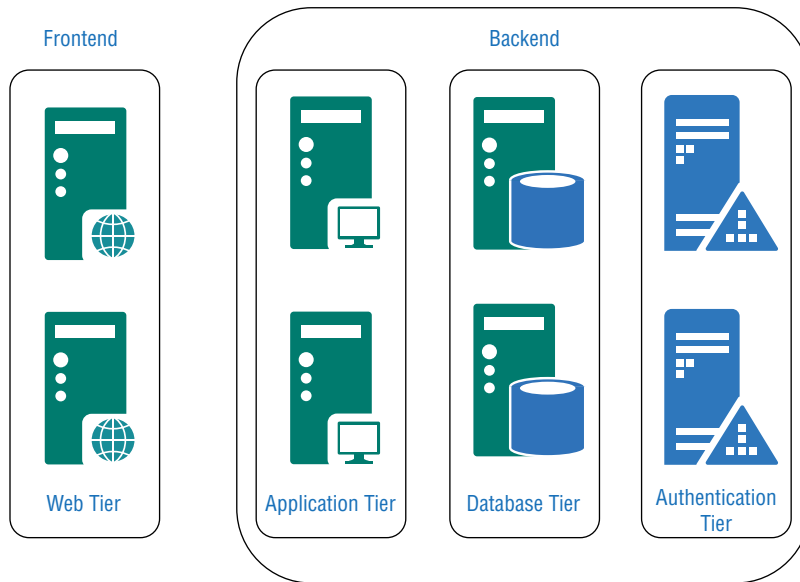 Frontend
Backend
Web Tier
Application Tier
Database Tier
Authentication
Tier